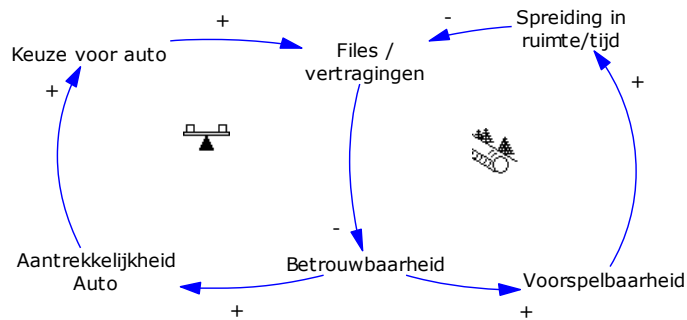 +
-
Spreiding in
ruimte/tijd
Keuze voor auto
Files /
vertragingen
+
+
-
Aantrekkelijkheid
Auto
Betrouwbaarheid
Voorspelbaarheid
+
+